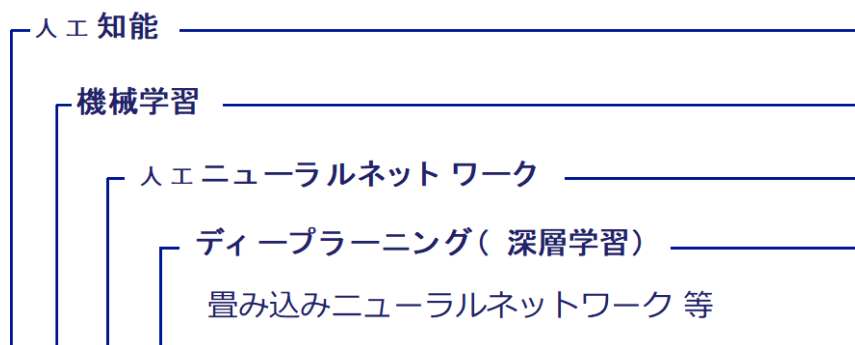 人工知能
機械学習
人工ニューラルネットワーク
ディープラーニング(深層学習)
畳み込みニューラルネットワーク 等